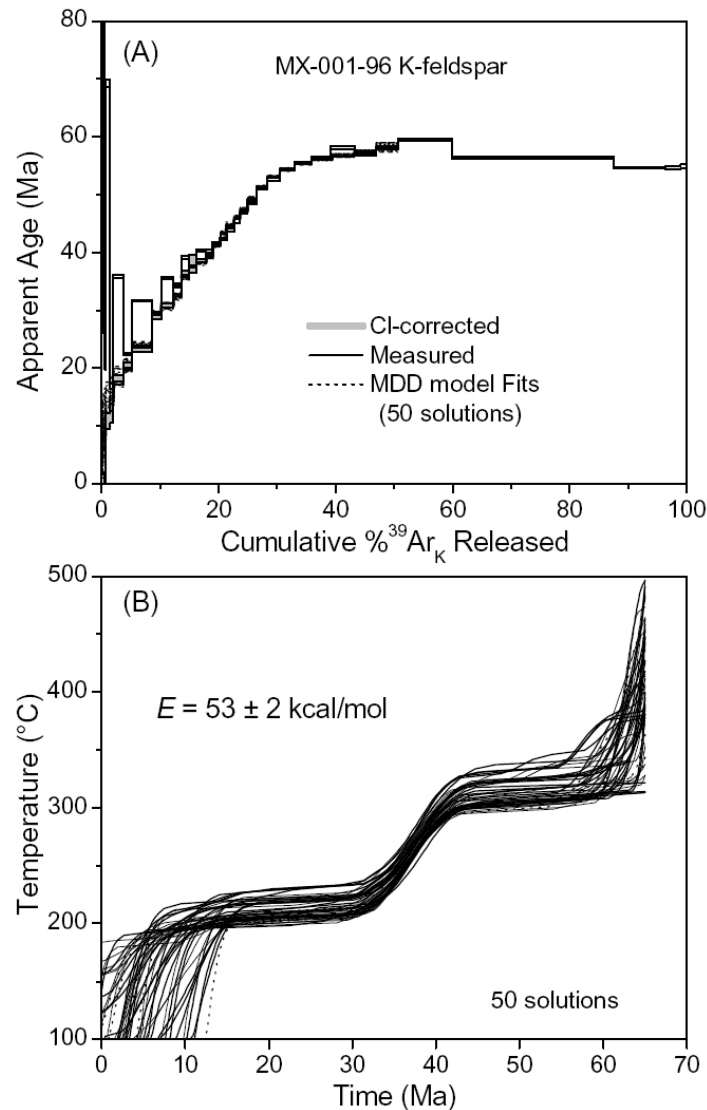 (A)
MX-001-96 K-feldspar
80
60
40
20
0
Apparent Age (Ma)
Cl-corrected
Measured
MDD model Fits
(50 solutions)
0 20 40 60 80 100
Cumulative %³⁹Ar_K Released
(B)
500
400
300
200
100
Temperature (°C)
E = 53 ± 2 kcal/mol
50 solutions
0 10 20 30 40 50 60 70
Time (Ma)